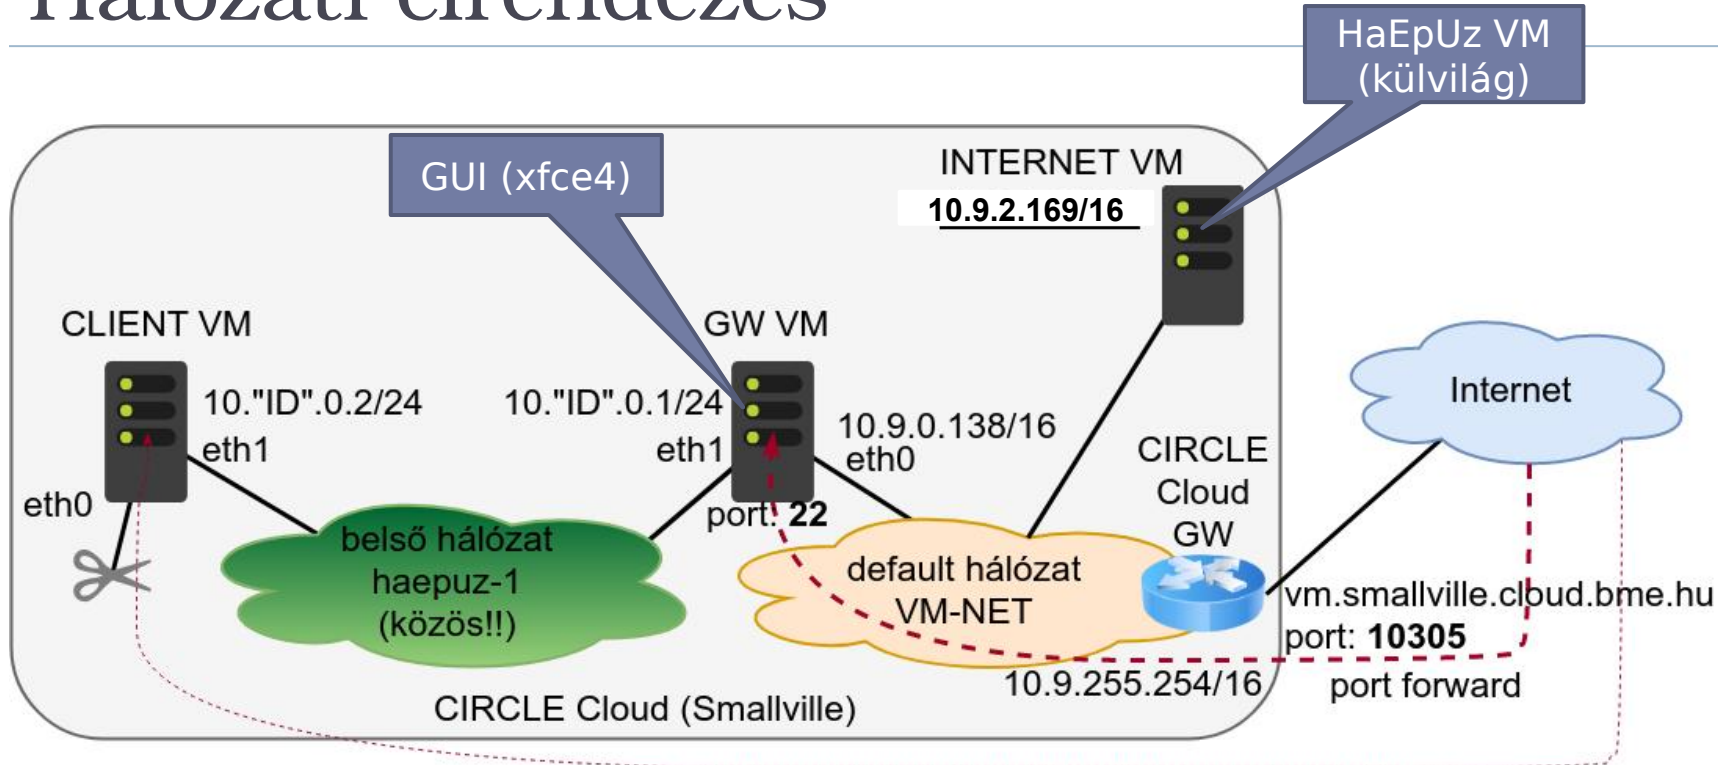 Hálózati elrendezés
HaEpUz VM
(külvilág)
GUI (xfce4)
INTERNET VM
10.9.2.169/16
CLIENT VM
10."ID".0.2/24
eth1
eth0
GW VM
10."ID".0.1/24
eth1
10.9.0.138/16
eth0
port: 22
CIRCLE
Cloud
GW
Internet
belső hálózat
haepuz-1
(közös!!)
default hálózat
VM-NET
vm.smallville.cloud.bme.hu
port: 10305
10.9.255.254/16
port forward
CIRCLE Cloud (Smallville)